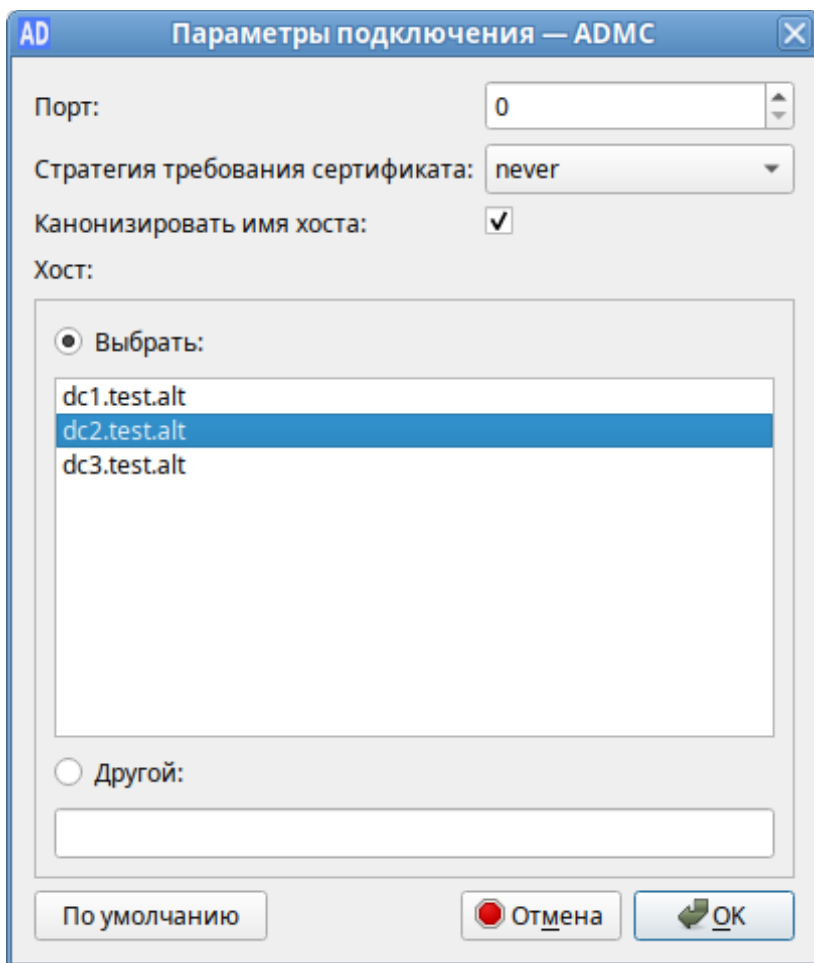 AD Параметры подключения — ADMC
Порт: 0
Стратегия требования сертификата: never
Канонизировать имя хоста:
Хост:
Выбрать:
dc1.test.alt
dc2.test.alt
dc3.test.alt
Другой:
По умолчанию Отмена OK